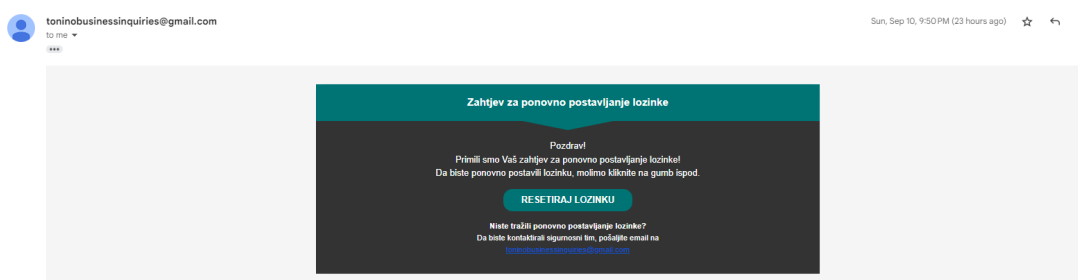 toninobusinessinquiries@gmail.com
Sun, Sep 10, 9:50 PM (23 hours ago)
to me
Zahtjev za ponovno postavljanje lozinke
Pozdrav!
Primili smo Vaš zahtjev za ponovno postavljanje lozinke!
Da biste ponovno postavili lozinku, molimo kliknite na gumb ispod.
RESETIRAJ LOZINKU
Niste tražili ponovno postavljanje lozinke?
Da biste kontaktirali sigurnosni tim, pošaljite email na
toninobusinessinquiries@gmail.com